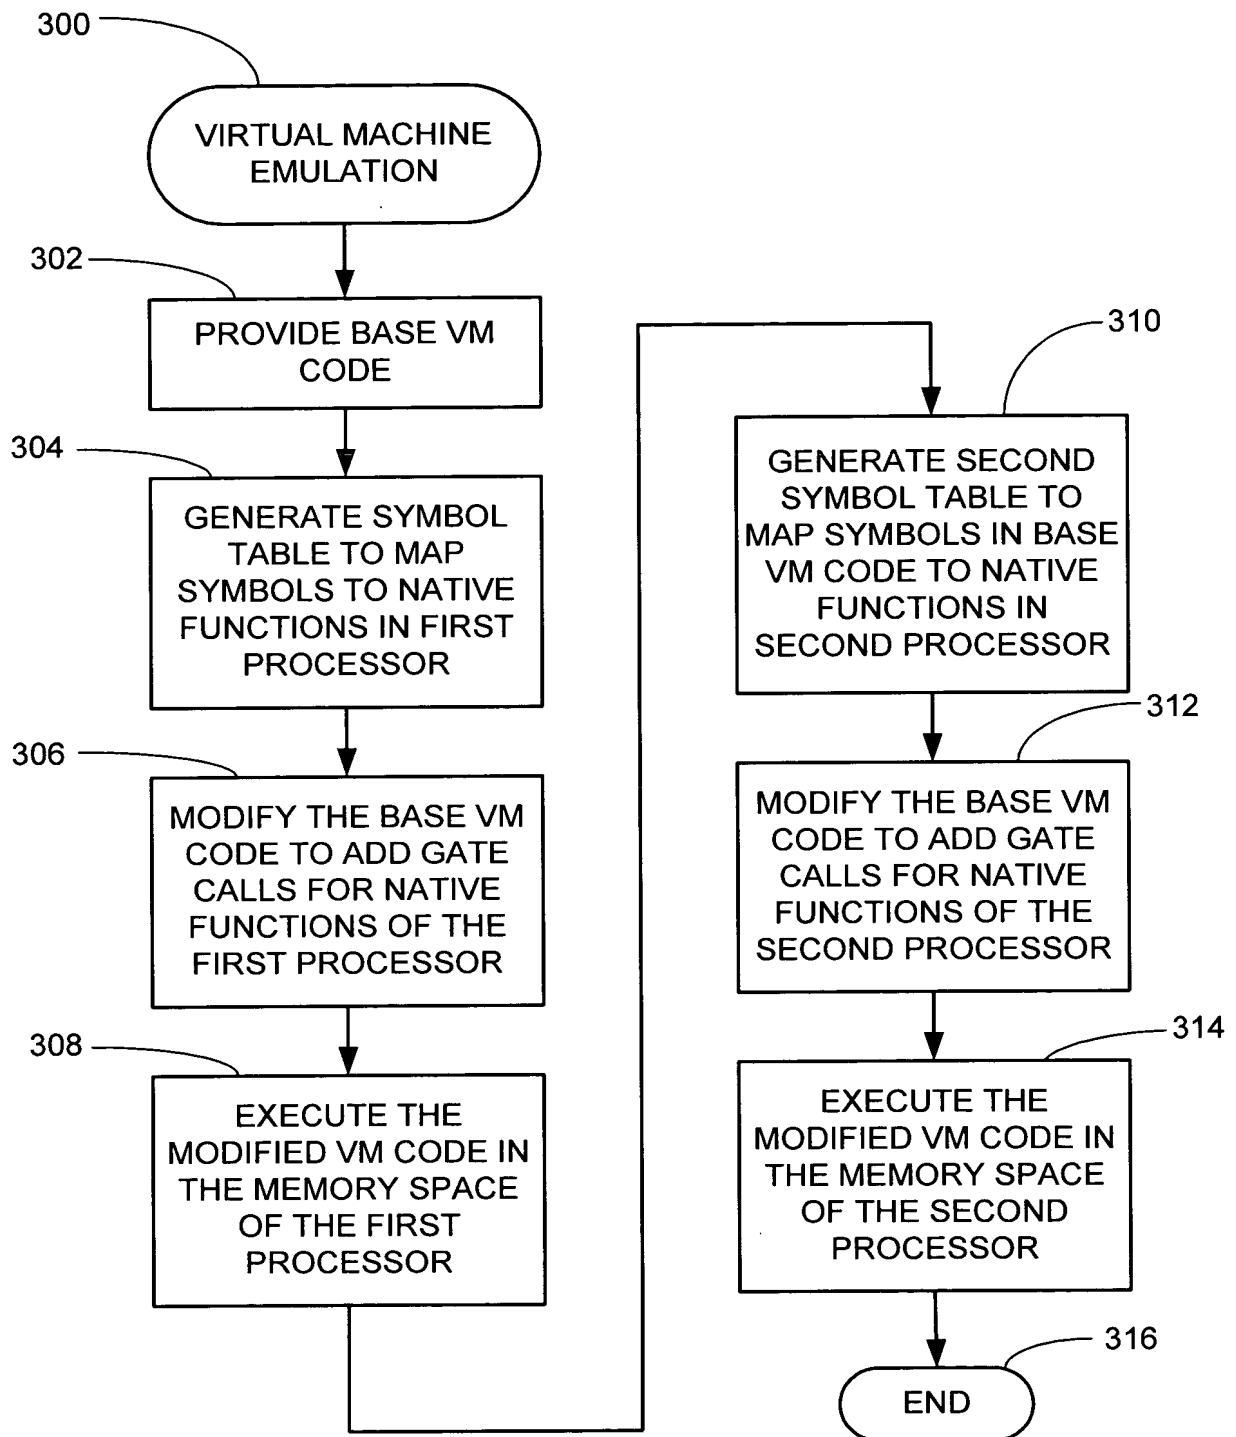 300
VIRTUAL MACHINE
EMULATION
302
PROVIDE BASE VM
CODE
304
GENERATE SYMBOL
TABLE TO MAP
SYMBOLS TO NATIVE
FUNCTIONS IN FIRST
PROCESSOR
306
MODIFY THE BASE VM
CODE TO ADD GATE
CALLS FOR NATIVE
FUNCTIONS OF THE
FIRST PROCESSOR
308
EXECUTE THE
MODIFIED VM CODE IN
THE MEMORY SPACE
OF THE FIRST
PROCESSOR
310
GENERATE SECOND
SYMBOL TABLE TO
MAP SYMBOLS IN BASE
VM CODE TO NATIVE
FUNCTIONS IN
SECOND PROCESSOR
312
MODIFY THE BASE VM
CODE TO ADD GATE
CALLS FOR NATIVE
FUNCTIONS OF THE
SECOND PROCESSOR
314
EXECUTE THE
MODIFIED VM CODE IN
THE MEMORY SPACE
OF THE SECOND
PROCESSOR
316
END